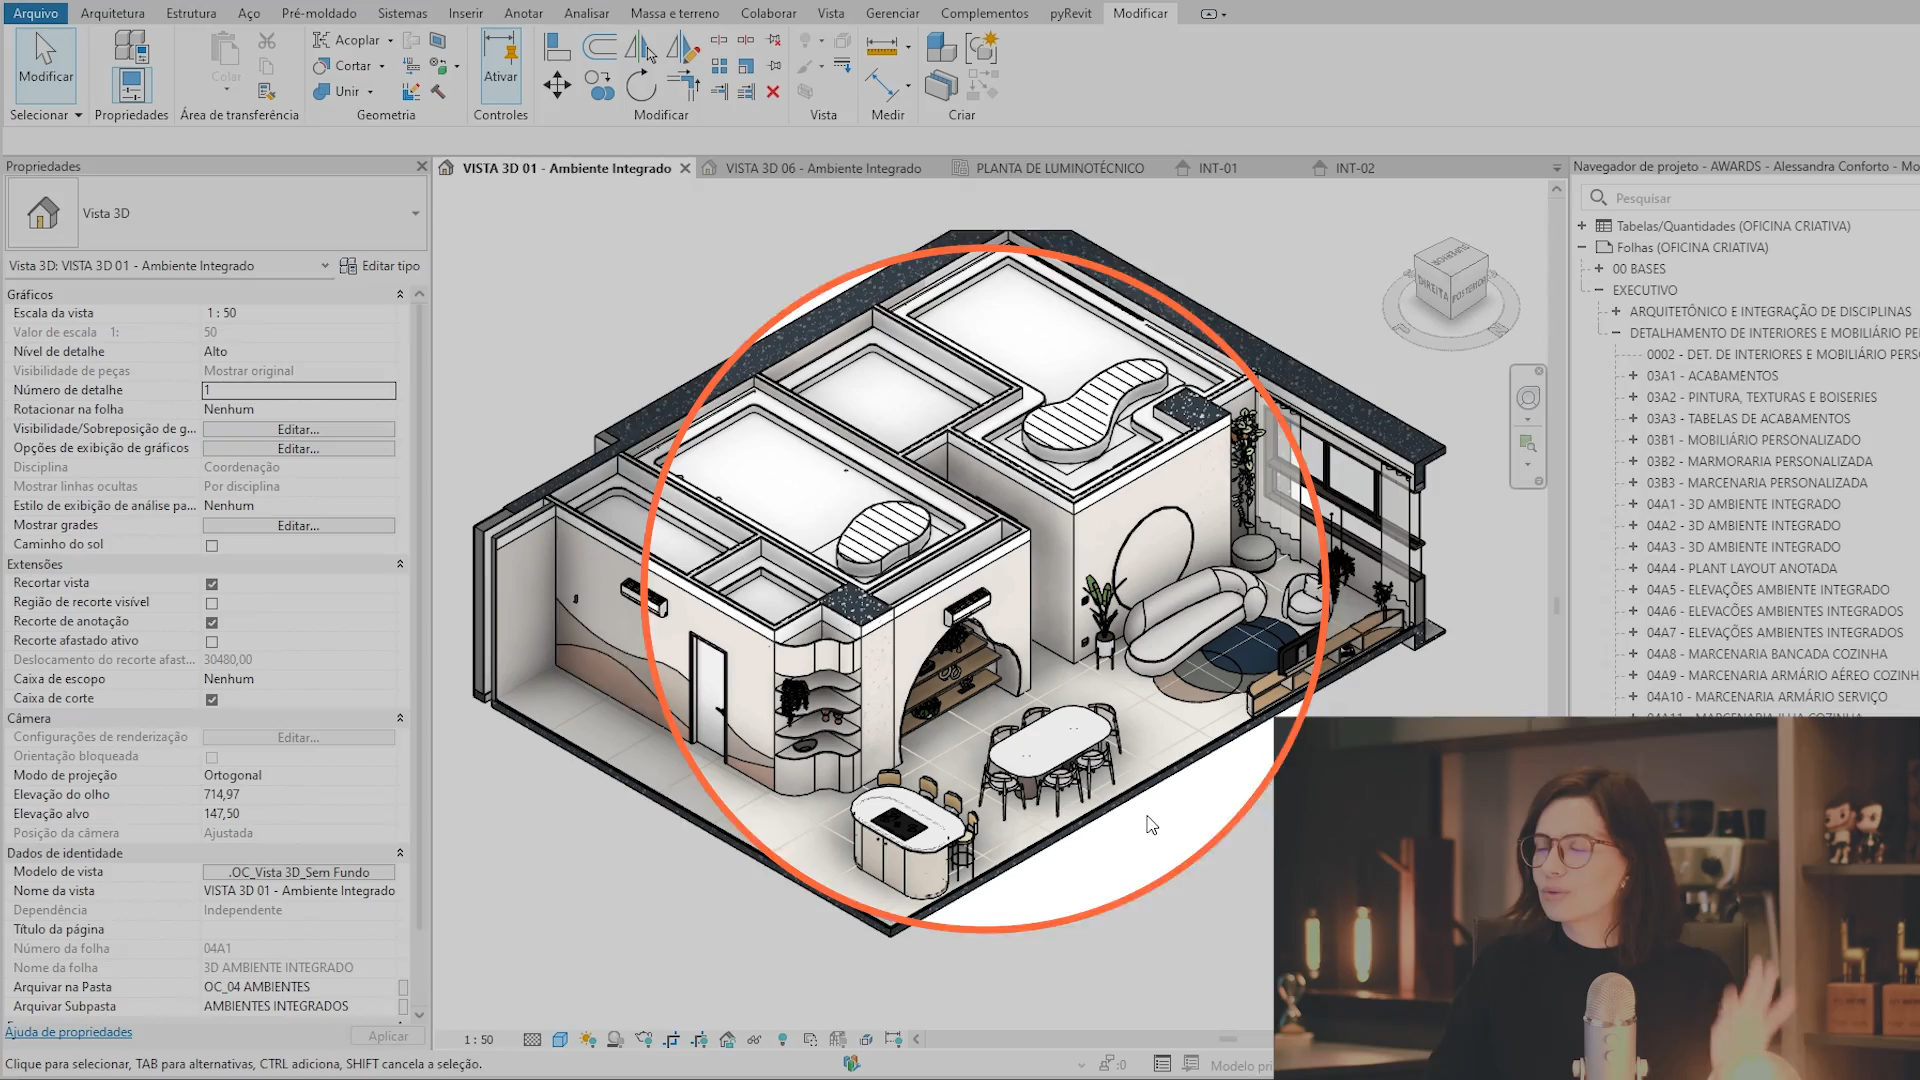 Arquivo Arquitetura Estrutura Aço Pré-moldado Sistemas Inserir Anotar Analisar Massa e terreno Colaborar Vista Gerenciar Complementos pyRevit Modificar
Modificar
Colar
Acoplar
Cortar
Unir
Ativar
Selecionar Propriedades Área de transferência Geometria Controles Modificar Vista Medir Criar
Propriedades
Vista 3D
Vista 3D: VISTA 3D 01 - Ambiente Integrado Editar tipo
Gráficos
Escala da vista 1 : 50
Valor de escala 1: 50
Nível de detalhe Alto
Visibilidade de peças Mostrar original
Número de detalhe 1
Rotacionar na folha Nenhum
Visibilidade/Sobreposição de g... Editar...
Opções de exibição de gráficos Editar...
Disciplina Coordenação
Mostrar linhas ocultas Por disciplina
Estilo de exibição de análise pa... Nenhum
Mostrar grades Editar...
Caminho do sol
Extensões
Recortar vista
Região de recorte visível
Recorte de anotação
Recorte afastado ativo
Deslocamento do recorte afast... 30480,00
Caixa de escopo Nenhum
Caixa de corte
Câmera
Configurações de renderização Editar...
Orientação bloqueada
Modo de projeção Ortogonal
Elevação do olho 714,97
Elevação alvo 147,50
Posição da câmera Ajustada
Dados de identidade
Modelo de vista .OC_Vista 3D_Sem Fundo
Nome da vista VISTA 3D 01 - Ambiente Integrado
Dependência Independente
Título da página
Número da folha 04A1
Nome da folha 3D AMBIENTE INTEGRADO
Arquivar na Pasta OC_04 AMBIENTES
Arquivar Subpasta AMBIENTES INTEGRADOS
Ajuda de propriedades Aplicar
VISTA 3D 01 - Ambiente Integrado VISTA 3D 06 - Ambiente Integrado PLANTA DE LUMINOTÉCNICO INT-01 INT-02
SUPERIOR
DIREITA
POSTERIOR
1 : 50
Clique para selecionar, TAB para alternativas, CTRL adiciona, SHIFT cancela a seleção.
:0
Modelo pri
Navegador de projeto - AWARDS - Alessandra Conforto - Mo
Pesquisar
Tabelas/Quantidades (OFICINA CRIATIVA)
Folhas (OFICINA CRIATIVA)
00 BASES
EXECUTIVO
ARQUITETÔNICO E INTEGRAÇÃO DE DISCIPLINAS
DETALHAMENTO DE INTERIORES E MOBILIÁRIO PE
0002 - DET. DE INTERIORES E MOBILIÁRIO PERSO
03A1 - ACABAMENTOS
03A2 - PINTURA, TEXTURAS E BOISERIES
03A3 - TABELAS DE ACABAMENTOS
03B1 - MOBILIÁRIO PERSONALIZADO
03B2 - MARMORARIA PERSONALIZADA
03B3 - MARCENARIA PERSONALIZADA
04A1 - 3D AMBIENTE INTEGRADO
04A2 - 3D AMBIENTE INTEGRADO
04A3 - 3D AMBIENTE INTEGRADO
04A4 - PLANT LAYOUT ANOTADA
04A5 - ELEVAÇÕES AMBIENTE INTEGRADO
04A6 - ELEVACÕES AMBIENTES INTEGRADOS
04A7 - ELEVAÇÕES AMBIENTES INTEGRADOS
04A8 - MARCENARIA BANCADA COZINHA
04A9 - MARCENARIA ARMÁRIO AÉREO COZINH
04A10 - MARCENARIA ARMÁRIO SERVIÇO